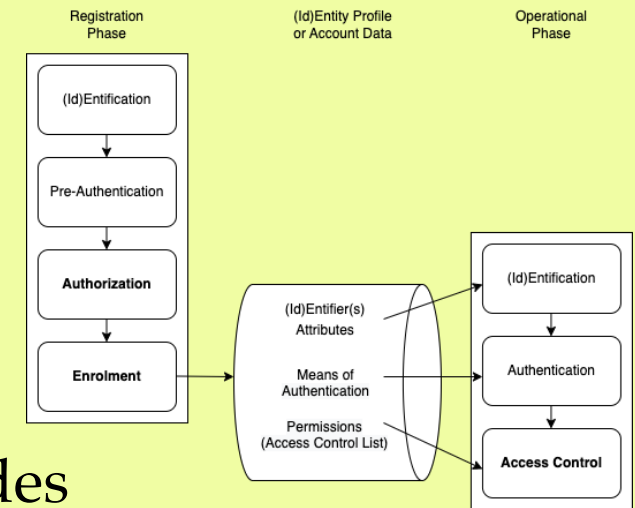 Registration
Phase
(Id)Entity Profile
or Account Data
Operational
Phase
(Id)Entification
Pre-Authentication
Authorization
Enrolment
(Id)Entifier(s)
Attributes
Means of
Authentication
Permissions
(Access Control List)
(Id)Entification
Authentication
Access Control
des